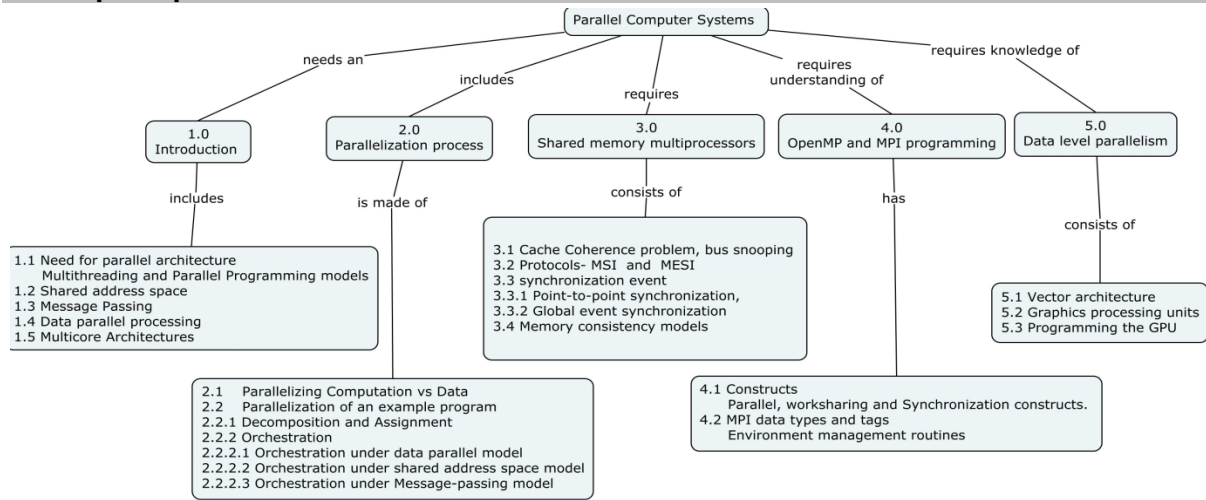 Parallel Computer Systems
needs an
includes
requires
requires
understanding of
requires knowledge of
1.0
Introduction
2.0
Parallelization process
3.0
Shared memory multiprocessors
4.0
OpenMP and MPI programming
5.0
Data level parallelism
includes
is made of
consists of
has
consists of
1.1 Need for parallel architecture
Multithreading and Parallel Programming models
1.2 Shared address space
1.3 Message Passing
1.4 Data parallel processing
1.5 Multicore Architectures
3.1 Cache Coherence problem, bus snooping
3.2 Protocols- MSI and MESI
3.3 synchronization event
3.3.1 Point-to-point synchronization,
3.3.2 Global event synchronization
3.4 Memory consistency models
5.1 Vector architecture
5.2 Graphics processing units
5.3 Programming the GPU
2.1 Parallelizing Computation vs Data
2.2 Parallelization of an example program
2.2.1 Decomposition and Assignment
2.2.2 Orchestration
2.2.2.1 Orchestration under data parallel model
2.2.2.2 Orchestration under shared address space model
2.2.2.3 Orchestration under Message-passing model
4.1 Constructs
Parallel, worksharing and Synchronization constructs.
4.2 MPI data types and tags
Environment management routines